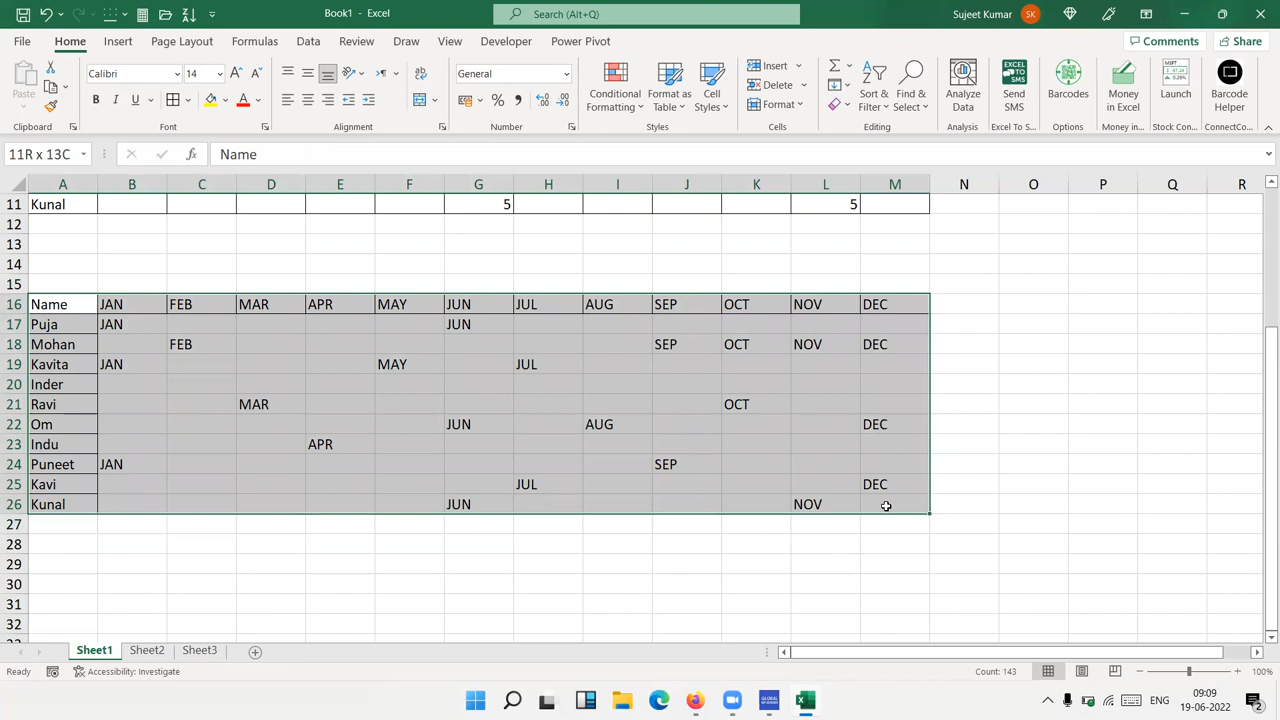 Book1 - Excel
Search (Alt+Q)
Sujeet Kumar SK
File Home Insert Page Layout Formulas Data Review View Draw Developer Power Pivot
Comments Share
Paste
Calibri 14
B I U
General
Conditional Formatting
Format as Table
Cell Styles
Insert
Delete
Format
Sort & Filter
Find & Select
Analyze Data
Send SMS
Barcodes
Money in Excel
Launch
Barcode Helper
Clipboard Font Alignment Number Styles Cells Editing Analysis Excel To S... Options Money in... Stock Con... ConnectCo...
11R x 13C fx Name
A B C D E F G H I J K L M N O P Q R
11 Kunal 5 5
12
13
14
15
16 Name JAN FEB MAR APR MAY JUN JUL AUG SEP OCT NOV DEC
17 Puja JAN JUN
18 Mohan FEB SEP OCT NOV DEC
19 Kavita JAN MAY JUL
20 Inder
21 Ravi MAR OCT
22 Om JUN AUG DEC
23 Indu APR
24 Puneet JAN SEP
25 Kavi JUL DEC
26 Kunal JUN NOV
27
28
29
30
31
32
Sheet1 Sheet2 Sheet3
Ready Accessibility: Investigate Count: 143 100%
ENG 09:09
19-06-2022 2